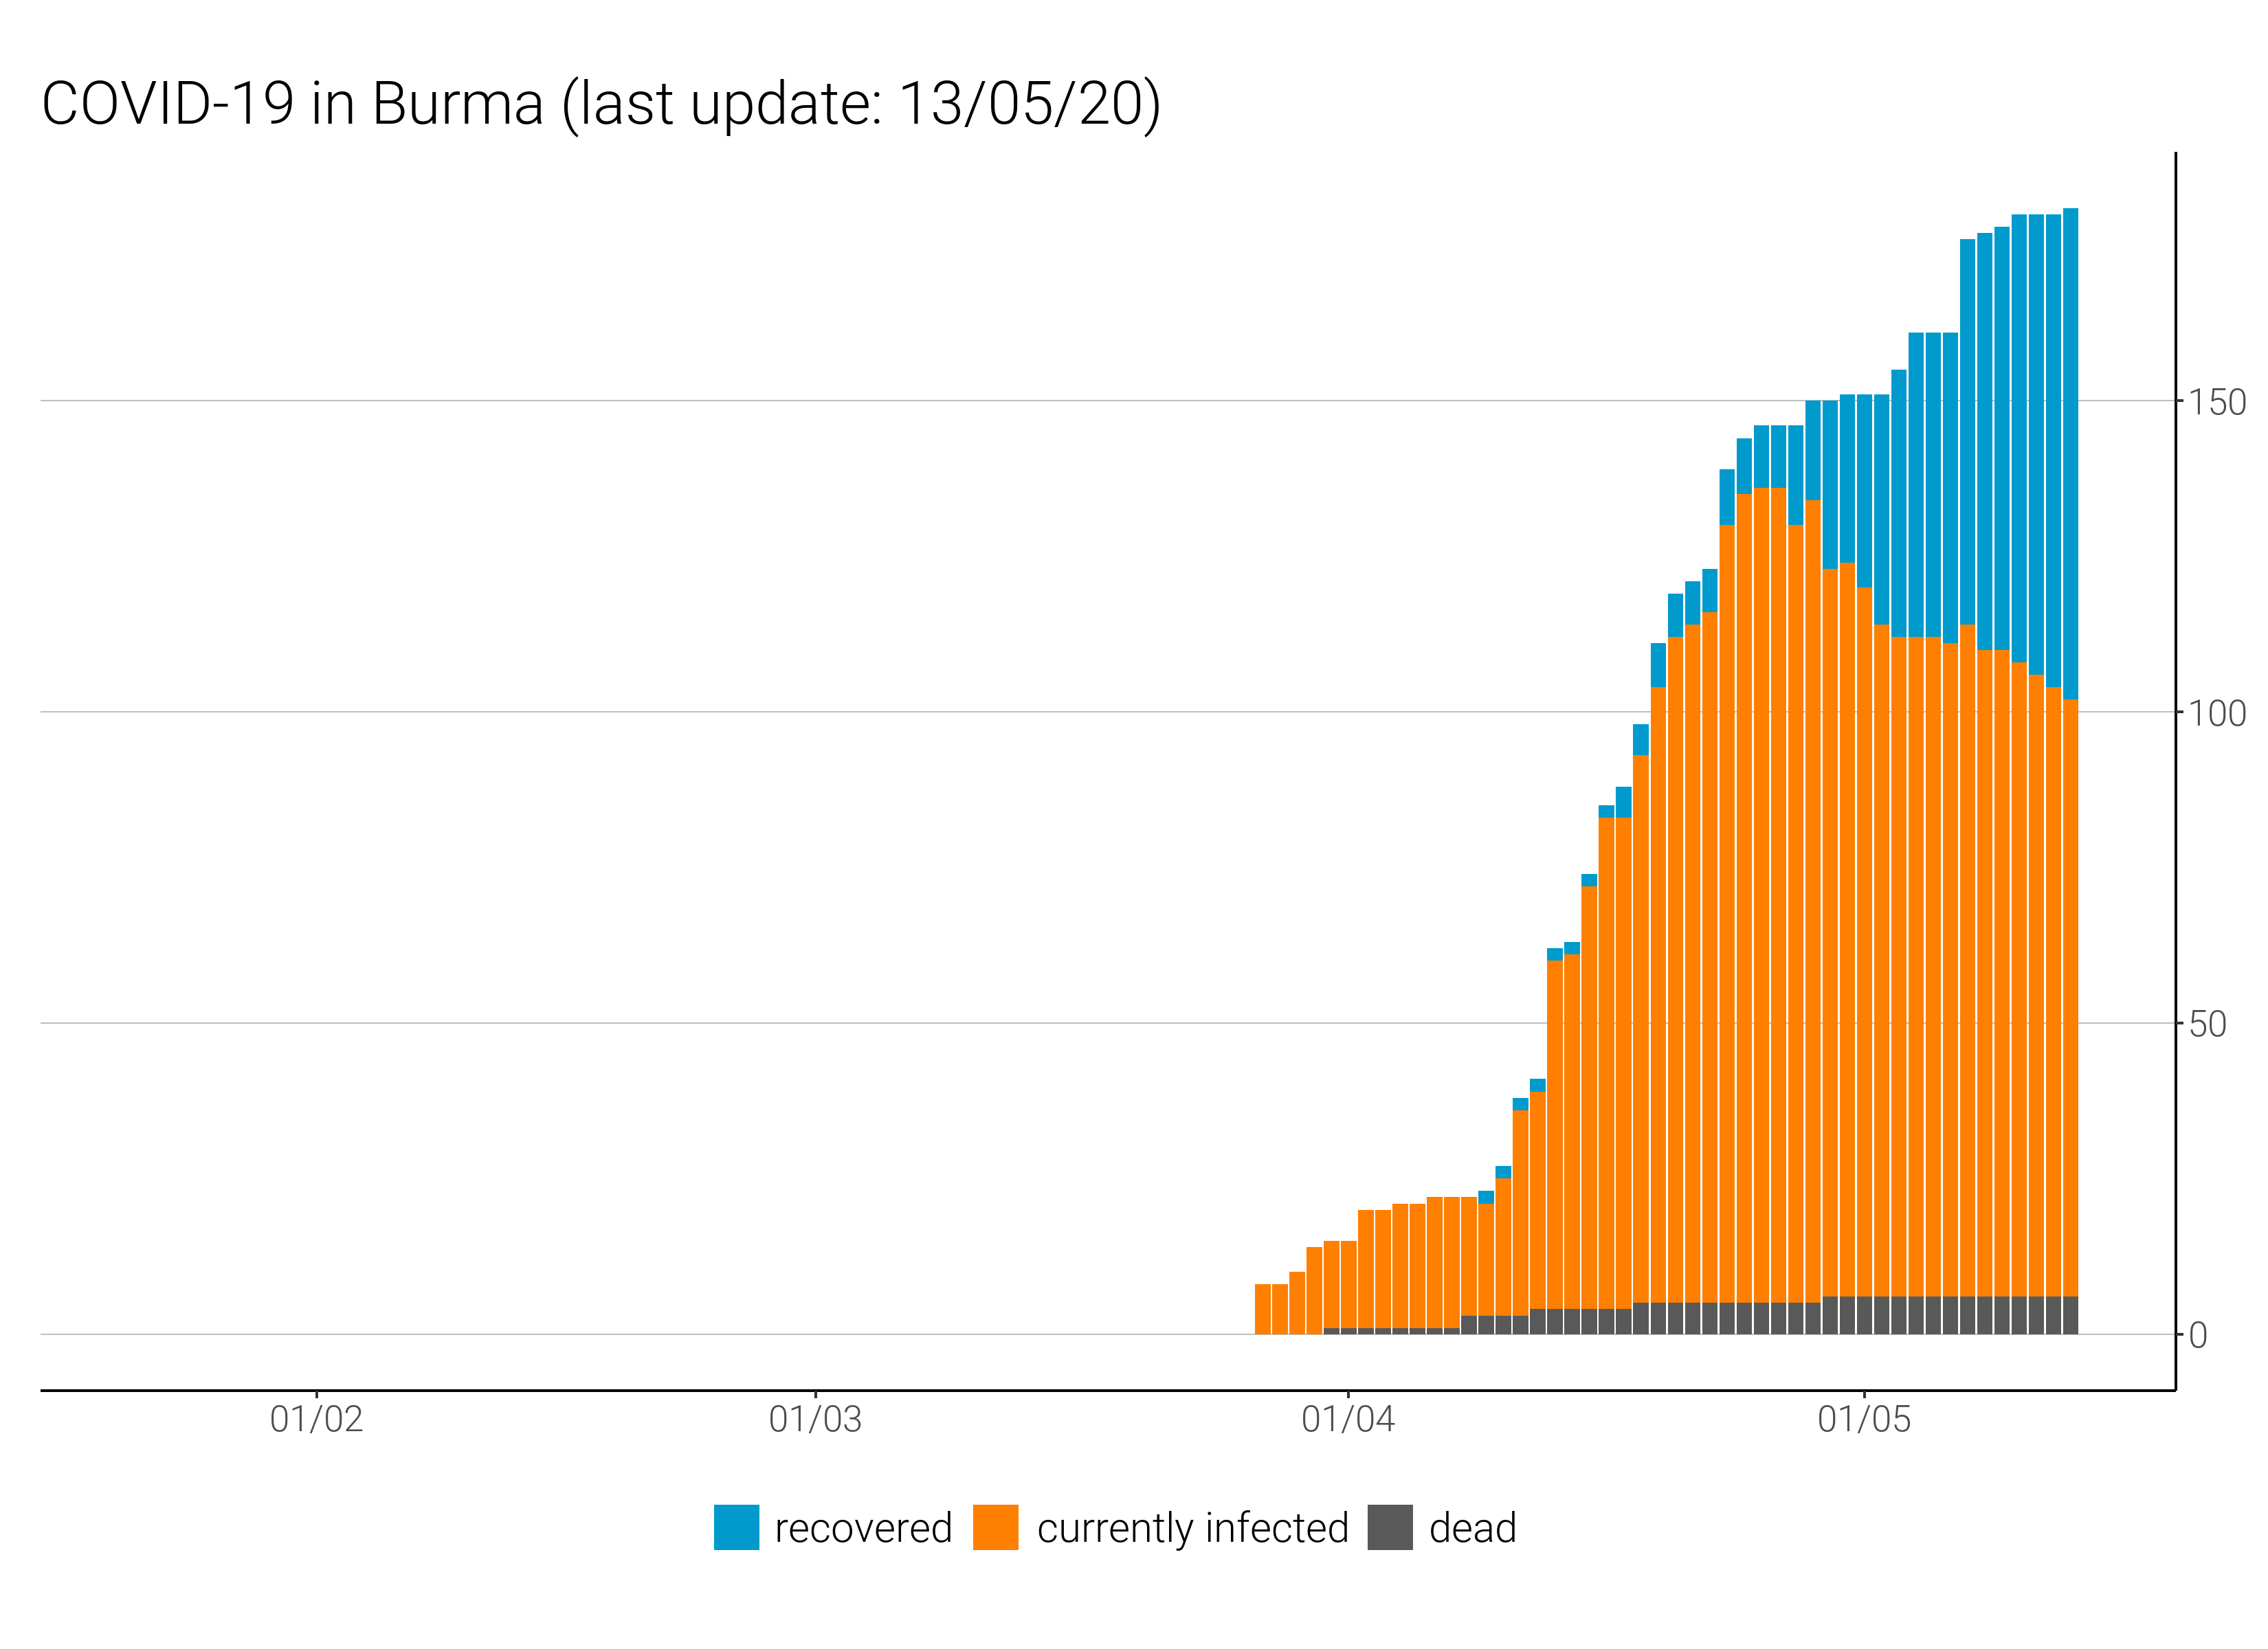 COVID-19 in Burma (last update: 13/05/20)
150
100
50
0
01/02 01/03 01/04 01/05
recovered currently infected dead